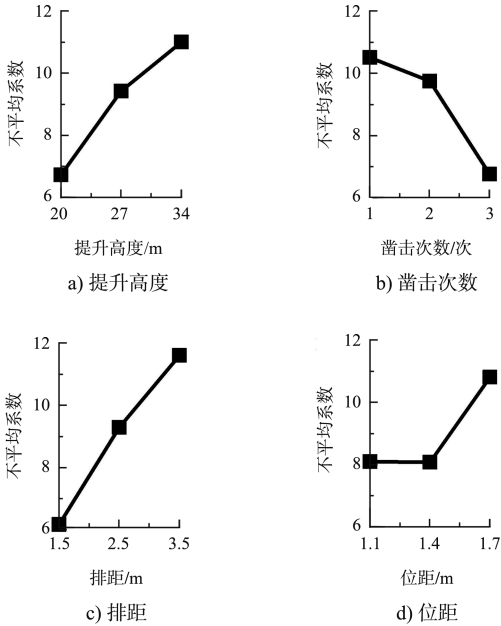 12
10
8
6
不平均系数
20 27 34
提升高度/m
a) 提升高度
12
10
8
6
不平均系数
1 2 3
凿击次数/次
b) 凿击次数
12
10
8
6
不平均系数
1.5 2.5 3.5
排距/m
c) 排距
12
10
8
6
不平均系数
1.1 1.4 1.7
位距/m
d) 位距